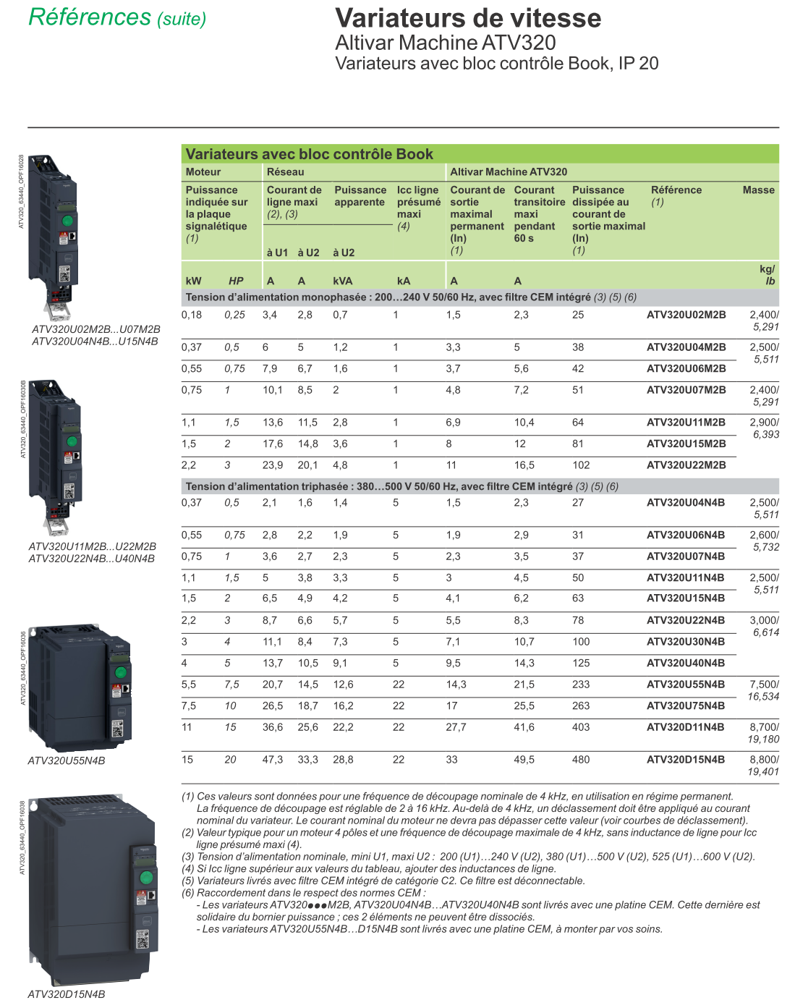 Références (suite)
Variateurs de vitesse
Altivar Machine ATV320
Variateurs avec bloc contrôle Book, IP 20
ATV320_63440_OPF16028
ATV320U02M2B...U07M2B
ATV320U04N4B...U15N4B
ATV320_63440_OPF16030B
ATV320U11M2B...U22M2B
ATV320U22N4B...U40N4B
ATV320_63440_OPF16036
ATV320U55N4B
ATV320_63440_OPF16038
ATV320D15N4B
Variateurs avec bloc contrôle Book
Moteur Réseau Altivar Machine ATV320
Puissance indiquée sur la plaque signalétique (1) Courant de ligne maxi (2), (3) Puissance apparente Icc ligne présumé maxi (4) Courant de sortie maximal permanent (In) (1) Courant transitoire maxi pendant 60 s Puissance dissipée au courant de sortie maximal (In) (1) Référence (1) Masse
à U1 à U2 à U2
kW HP A A kVA kA A A kg/ lb
Tension d’alimentation monophasée : 200…240 V 50/60 Hz, avec filtre CEM intégré (3) (5) (6)
0,18 0,25 3,4 2,8 0,7 1 1,5 2,3 25 ATV320U02M2B 2,400/
5,291
0,37 0,5 6 5 1,2 1 3,3 5 38 ATV320U04M2B 2,500/
5,511
0,55 0,75 7,9 6,7 1,6 1 3,7 5,6 42 ATV320U06M2B
0,75 1 10,1 8,5 2 1 4,8 7,2 51 ATV320U07M2B 2,400/
5,291
1,1 1,5 13,6 11,5 2,8 1 6,9 10,4 64 ATV320U11M2B 2,900/
6,393
1,5 2 17,6 14,8 3,6 1 8 12 81 ATV320U15M2B
2,2 3 23,9 20,1 4,8 1 11 16,5 102 ATV320U22M2B
Tension d’alimentation triphasée : 380…500 V 50/60 Hz, avec filtre CEM intégré (3) (5) (6)
0,37 0,5 2,1 1,6 1,4 5 1,5 2,3 27 ATV320U04N4B 2,500/
5,511
0,55 0,75 2,8 2,2 1,9 5 1,9 2,9 31 ATV320U06N4B 2,600/
5,732
0,75 1 3,6 2,7 2,3 5 2,3 3,5 37 ATV320U07N4B
1,1 1,5 5 3,8 3,3 5 3 4,5 50 ATV320U11N4B 2,500/
5,511
1,5 2 6,5 4,9 4,2 5 4,1 6,2 63 ATV320U15N4B
2,2 3 8,7 6,6 5,7 5 5,5 8,3 78 ATV320U22N4B 3,000/
6,614
3 4 11,1 8,4 7,3 5 7,1 10,7 100 ATV320U30N4B
4 5 13,7 10,5 9,1 5 9,5 14,3 125 ATV320U40N4B
5,5 7,5 20,7 14,5 12,6 22 14,3 21,5 233 ATV320U55N4B 7,500/
16,534
7,5 10 26,5 18,7 16,2 22 17 25,5 263 ATV320U75N4B
11 15 36,6 25,6 22,2 22 27,7 41,6 403 ATV320D11N4B 8,700/
19,180
15 20 47,3 33,3 28,8 22 33 49,5 480 ATV320D15N4B 8,800/
19,401
(1) Ces valeurs sont données pour une fréquence de découpage nominale de 4 kHz, en utilisation en régime permanent.
La fréquence de découpage est réglable de 2 à 16 kHz. Au-delà de 4 kHz, un déclassement doit être appliqué au courant
nominal du variateur. Le courant nominal du moteur ne devra pas dépasser cette valeur (voir courbes de déclassement).
(2) Valeur typique pour un moteur 4 pôles et une fréquence de découpage maximale de 4 kHz, sans inductance de ligne pour Icc
ligne présumé maxi (4).
(3) Tension d’alimentation nominale, mini U1, maxi U2 : 200 (U1)…240 V (U2), 380 (U1)…500 V (U2), 525 (U1)…600 V (U2).
(4) Si Icc ligne supérieur aux valeurs du tableau, ajouter des inductances de ligne.
(5) Variateurs livrés avec filtre CEM intégré de catégorie C2. Ce filtre est déconnectable.
(6) Raccordement dans le respect des normes CEM :
- Les variateurs ATV320●●●M2B, ATV320U04N4B…ATV320U40N4B sont livrés avec une platine CEM. Cette dernière est
solidaire du bornier puissance ; ces 2 éléments ne peuvent être dissociés.
- Les variateurs ATV320U55N4B…D15N4B sont livrés avec une platine CEM, à monter par vos soins.